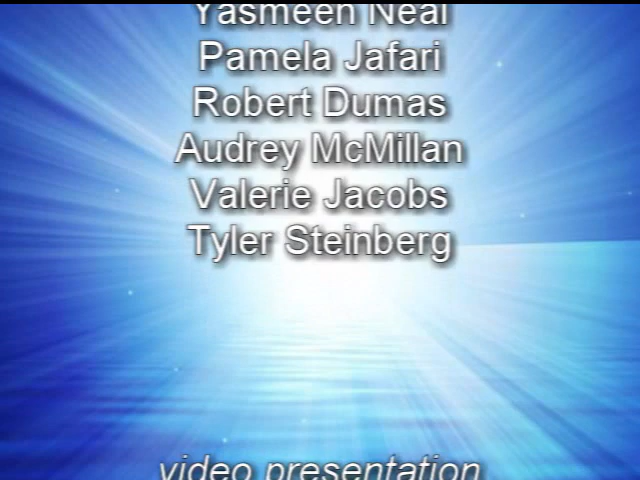 Yasmeen Neal
Pamela Jafari
Robert Dumas
Audrey McMillan
Valerie Jacobs
Tyler Steinberg
video presentation